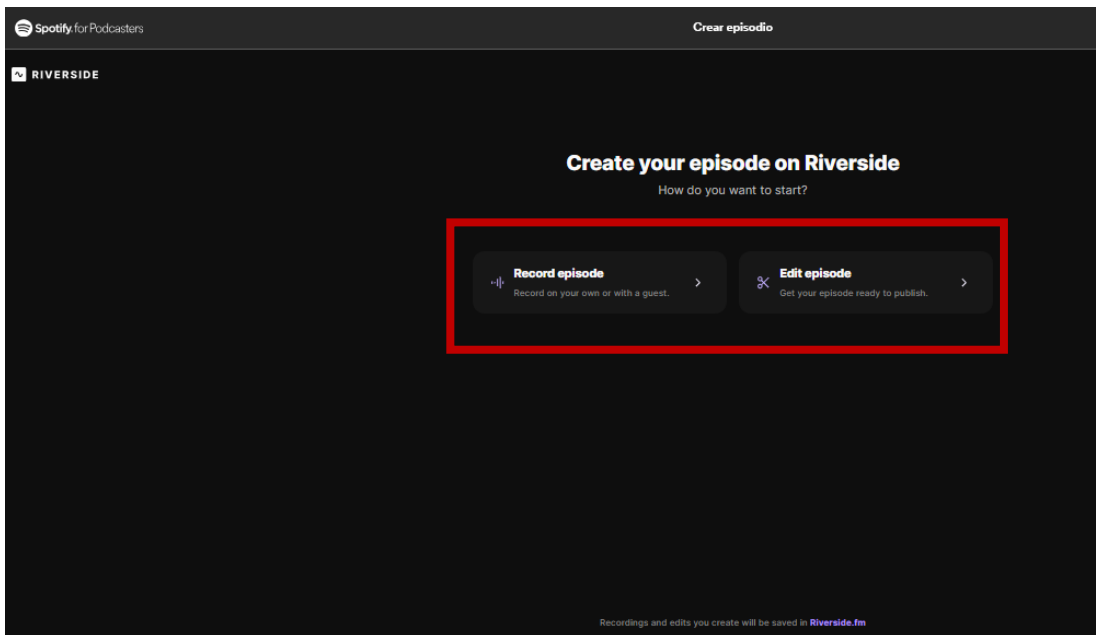 Spotify for Podcasters
Crear episodio
RIVERSIDE
Create your episode on Riverside
How do you want to start?
Record episode
Record on your own or with a guest.
Edit episode
Get your episode ready to publish.
Recordings and edits you create will be saved in Riverside.fm